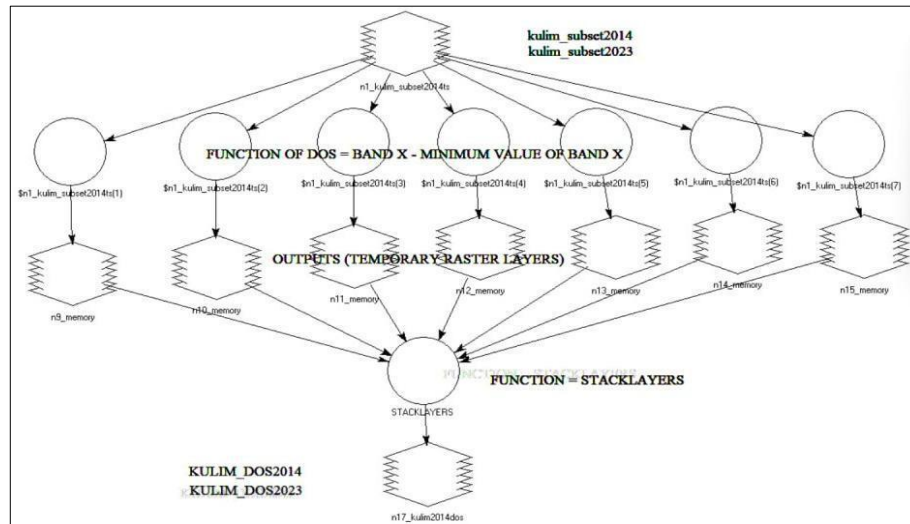 kulim_subset2014
kulim_subset2023
n1_kulim_subset2014ts
FUNCTION OF DOS = BAND X - MINIMUM VALUE OF BAND X
$n1_kulim_subset2014ts(1)
$n1_kulim_subset2014ts(2)
$n1_kulim_subset2014ts(3)
$n1_kulim_subset2014ts(4)
$n1_kulim_subset2014ts(5)
$n1_kulim_subset2014ts(6)
$n1_kulim_subset2014ts(7)
OUTPUTS (TEMPORARY RASTER LAYERS)
n9_memory
n10_memory
n11_memory
n12_memory
n13_memory
n14_memory
n15_memory
FUNCTION = STACKLAYERS
STACKLAYERS
KULIM_DOS2014
KULIM_DOS2023
n17_kulim2014dos